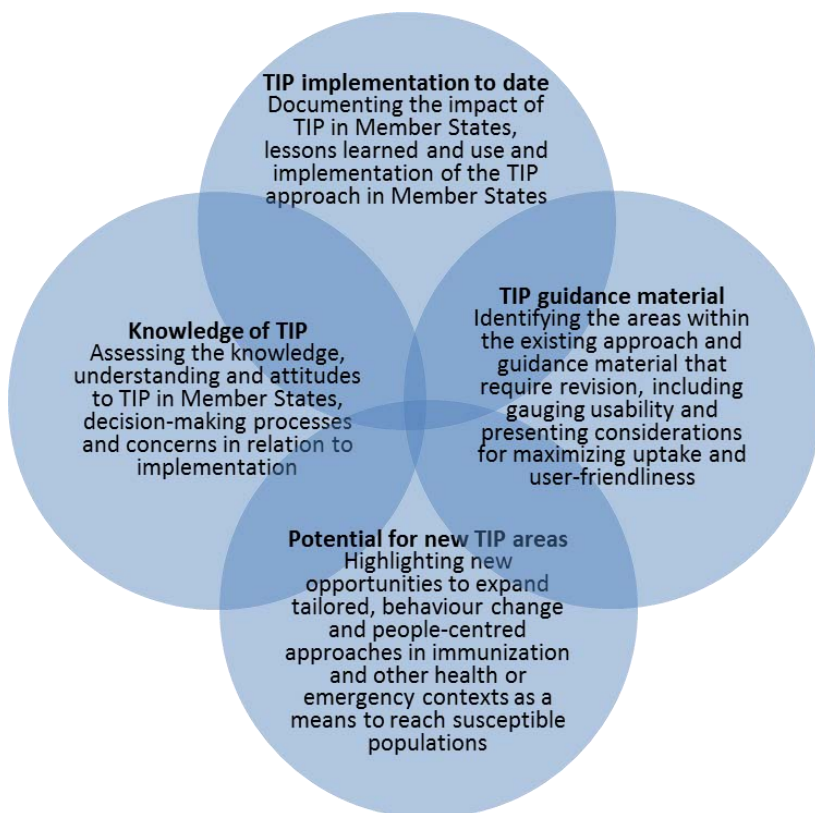 TIP implementation to date
Documenting the impact of
TIP in Member States,
lessons learned and use and
implementation of the TIP
approach in Member States
Knowledge of TIP
Assessing the knowledge,
understanding and attitudes
to TIP in Member States,
decision-making processes
and concerns in relation to
implementation
TIP guidance material
Identifying the areas within
the existing approach and
guidance material that
require revision, including
gauging usability and
presenting considerations
for maximizing uptake and
user-friendliness
Potential for new TIP areas
Highlighting new
opportunities to expand
tailored, behaviour change
and people-centred
approaches in immunization
and other health or
emergency contexts as a
means to reach susceptible
populations